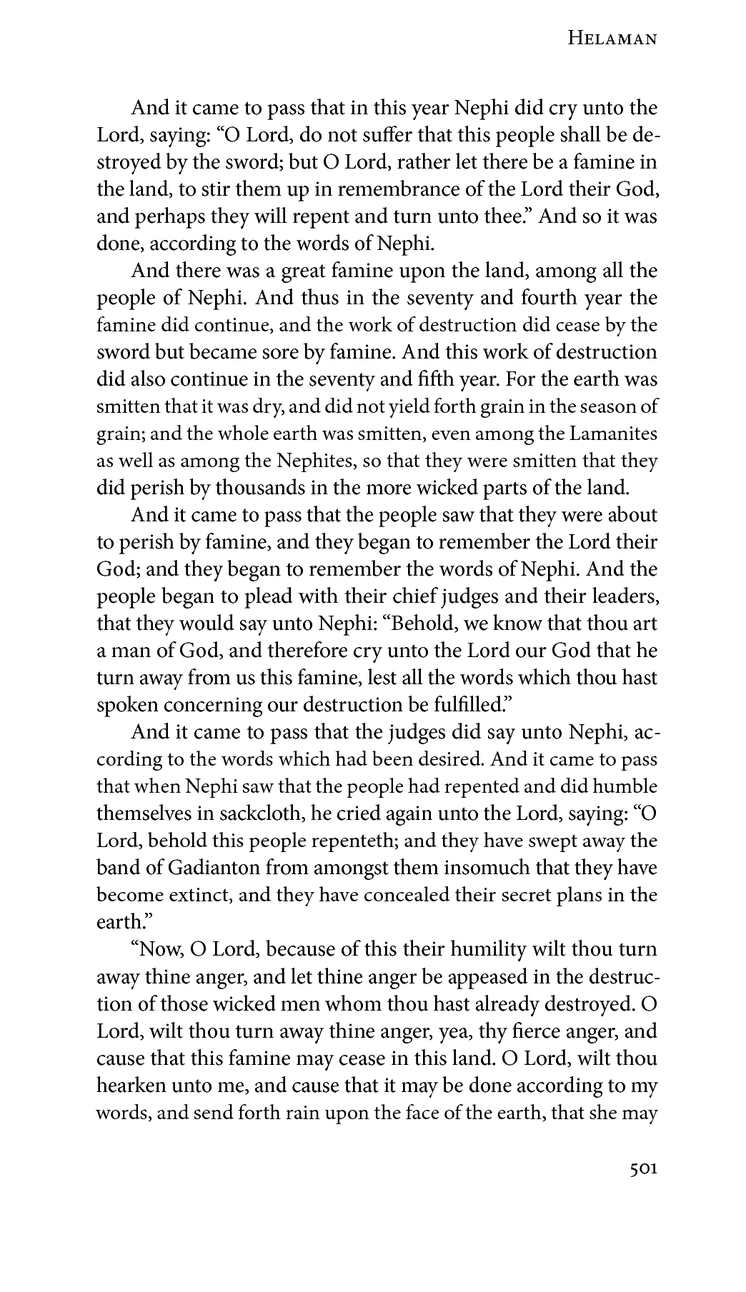 Helaman
And it came to pass that in this year Nephi did cry unto the
Lord, saying: “O Lord, do not suffer that this people shall be de-
stroyed by the sword; but O Lord, rather let there be a famine in
the land, to stir them up in remembrance of the Lord their God,
and perhaps they will repent and turn unto thee.” And so it was
done, according to the words of Nephi.
And there was a great famine upon the land, among all the
people of Nephi. And thus in the seventy and fourth year the
famine did continue, and the work of destruction did cease by the
sword but became sore by famine. And this work of destruction
did also continue in the seventy and fifth year. For the earth was
smitten that it was dry, and did not yield forth grain in the season of
grain; and the whole earth was smitten, even among the Lamanites
as well as among the Nephites, so that they were smitten that they
did perish by thousands in the more wicked parts of the land.
And it came to pass that the people saw that they were about
to perish by famine, and they began to remember the Lord their
God; and they began to remember the words of Nephi. And the
people began to plead with their chief judges and their leaders,
that they would say unto Nephi: “Behold, we know that thou art
a man of God, and therefore cry unto the Lord our God that he
turn away from us this famine, lest all the words which thou hast
spoken concerning our destruction be fulfilled.”
And it came to pass that the judges did say unto Nephi, ac-
cording to the words which had been desired. And it came to pass
that when Nephi saw that the people had repented and did humble
themselves in sackcloth, he cried again unto the Lord, saying: “O
Lord, behold this people repenteth; and they have swept away the
band of Gadianton from amongst them insomuch that they have
become extinct, and they have concealed their secret plans in the
earth.”
“Now, O Lord, because of this their humility wilt thou turn
away thine anger, and let thine anger be appeased in the destruc-
tion of those wicked men whom thou hast already destroyed. O
Lord, wilt thou turn away thine anger, yea, thy fierce anger, and
cause that this famine may cease in this land. O Lord, wilt thou
hearken unto me, and cause that it may be done according to my
words, and send forth rain upon the face of the earth, that she may
501